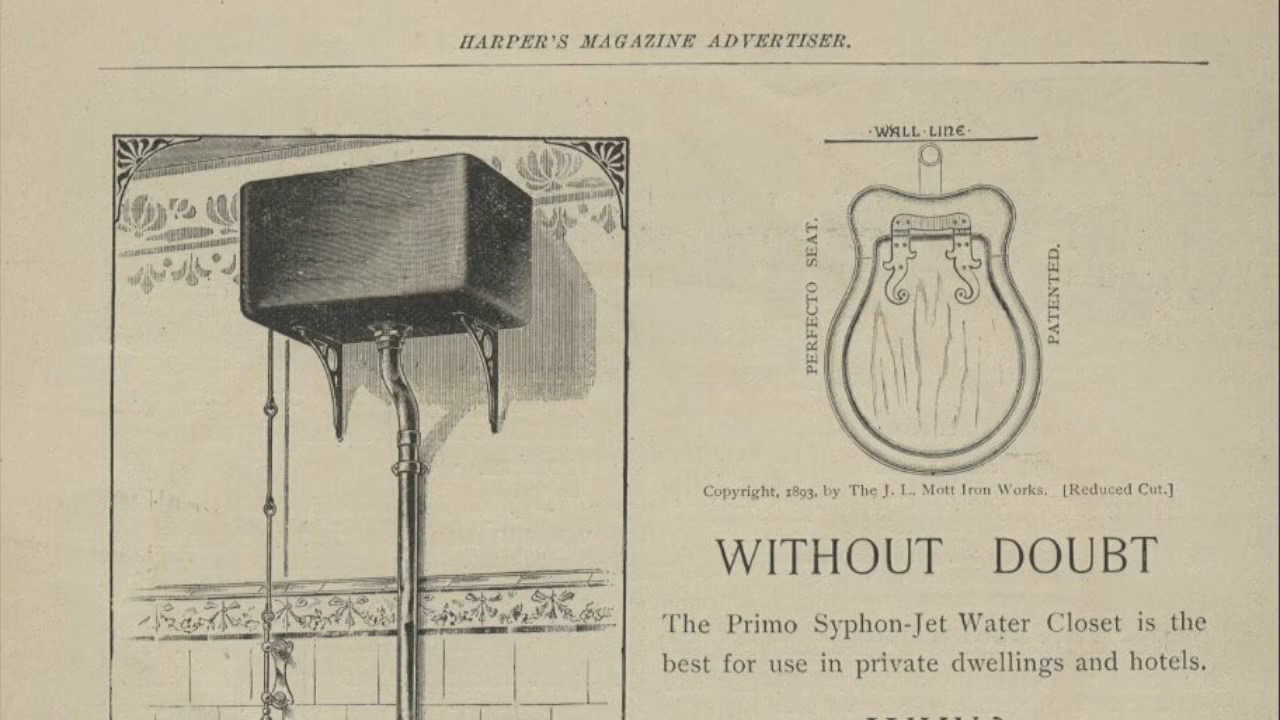 HARPER'S MAGAZINE ADVERTISER.
·WALL·LINE·
PERFECTO SEAT.
PATENTED.
Copyright, 1893, by The J. L. Mott Iron Works. [Reduced Cut.]
WITHOUT DOUBT
The Primo Syphon-Jet Water Closet is the
best for use in private dwellings and hotels.